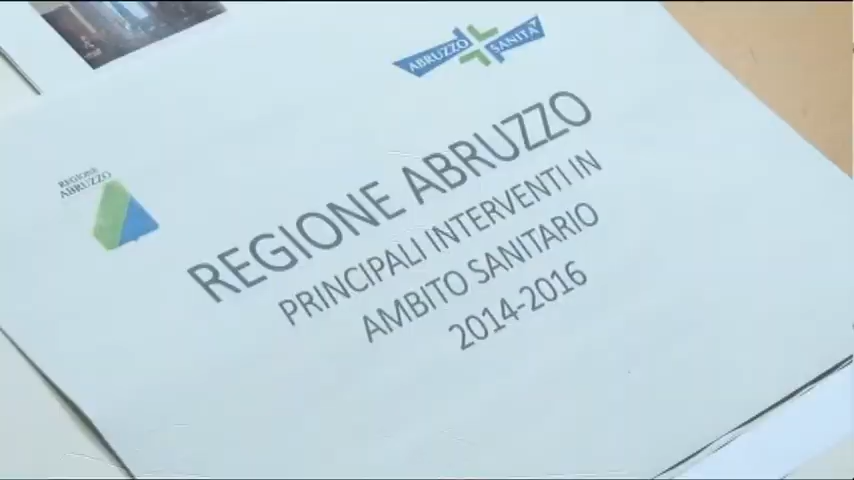 ABRUZZO SANITÀ
REGIONE
ABRUZZO
REGIONE ABRUZZO
PRINCIPALI INTERVENTI IN
AMBITO SANITARIO
2014-2016